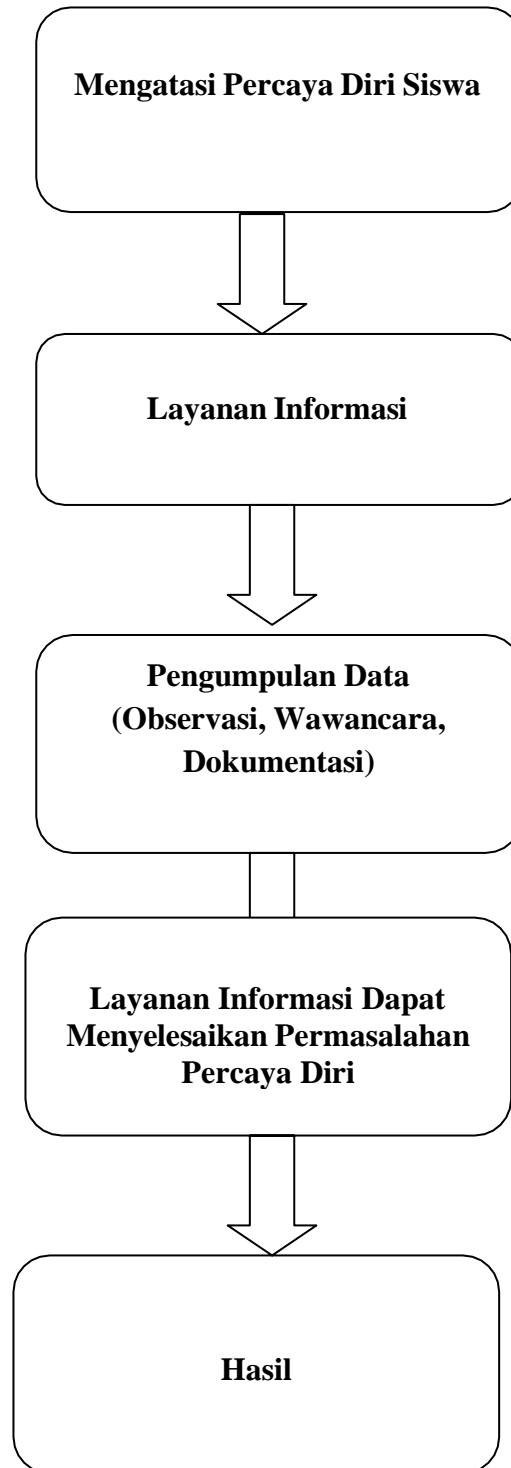 Mengatasi Percaya Diri Siswa
Layanan Informasi
Pengumpulan Data
(Observasi, Wawancara,
Dokumentasi)
Layanan Informasi Dapat
Menyelesaikan Permasalahan
Percaya Diri
Hasil